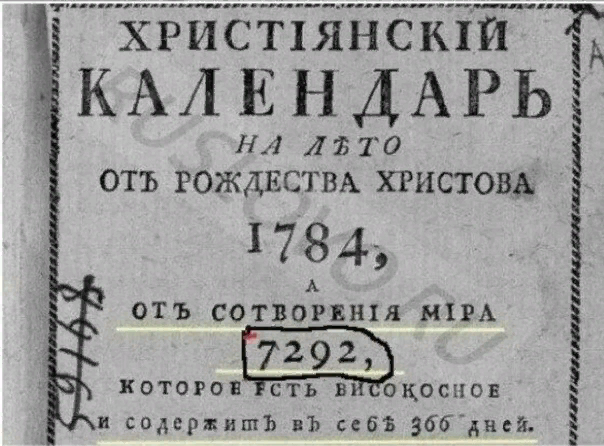 ХРИСТІЯНСКІЙ
КАЛЕНДАРЬ
НА ЛѢТО
ОТЪ РОЖДЕСТВА ХРИСТОВА
1784,
А
ОТЪ СОТВОРЕНІЯ МІРА
7292,
КОТОРОЕ ЕСТЬ ВИСОКОСНОЕ
и содержитъ въ себѣ 366 дней.